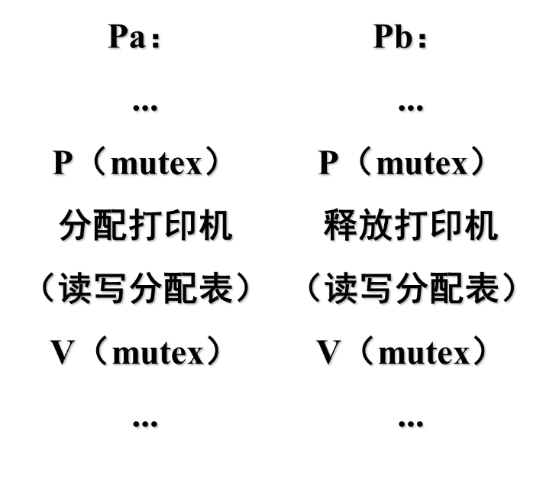 Pa： Pb：
... ...
P（mutex） P（mutex）
分配打印机 释放打印机
（读写分配表） （读写分配表）
V（mutex） V（mutex）
... ...